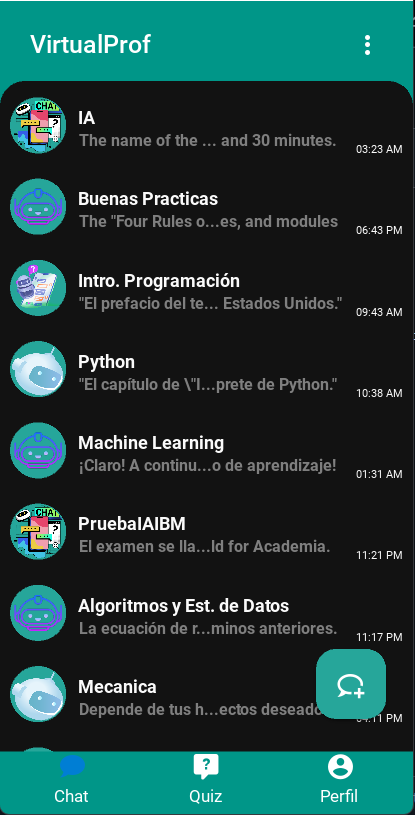 VirtualProf
IA
The name of the ... and 30 minutes.
03:23 AM
Buenas Practicas
The "Four Rules o...es, and modules
06:43 PM
Intro. Programación
"El prefacio del te... Estados Unidos."
09:43 AM
Python
"El capítulo de \"I...prete de Python."
10:38 AM
Machine Learning
¡Claro! A continu...o de aprendizaje!
01:31 AM
PruebaIAIBM
El examen se lla...ld for Academia.
11:21 PM
Algoritmos y Est. de Datos
La ecuación de r...minos anteriores.
11:17 PM
Mecanica
Depende de tus h...ectos desead
:11 PM
Chat
Quiz
Perfil